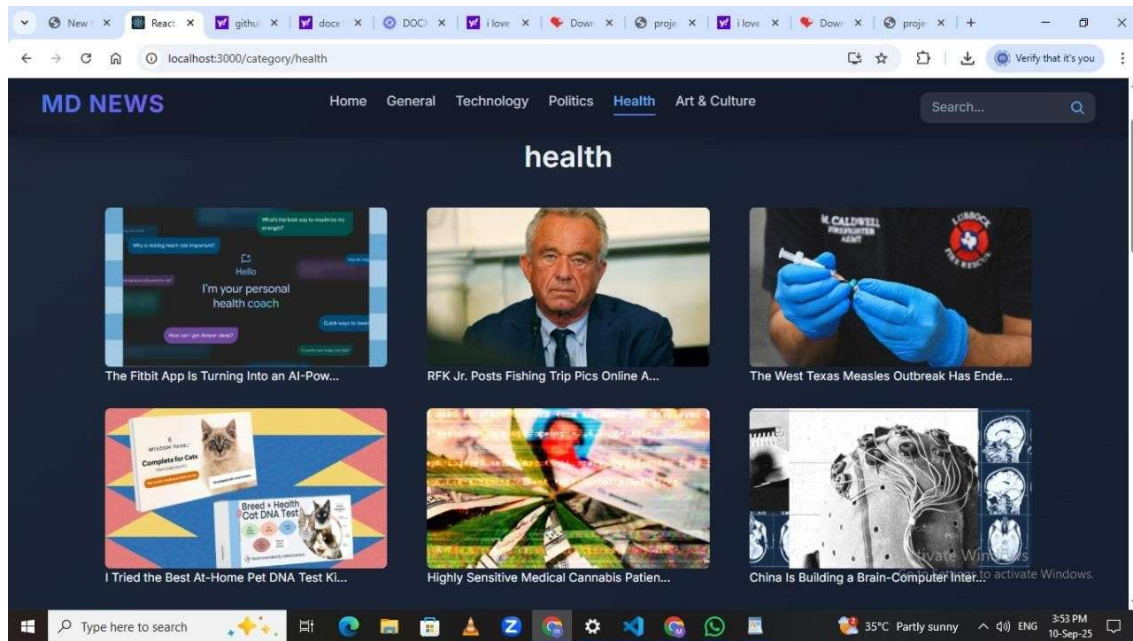 New
React
githu
docx
DOC
i love
Down
proje
i love
Down
proje
localhost:3000/category/health
Verify that it's you
MD NEWS
Home General Technology Politics Health Art & Culture
Search...
health
What's the best way to maximize my strength?
Why is resting heart rate important?
Hello
I'm your personal
health coach
How can I get deeper sleep?
The Fitbit App Is Turning Into an AI-Pow...
RFK Jr. Posts Fishing Trip Pics Online A...
M. CALDWELL
FIREFIGHTER
LUBBOCK
FIRE RESCUE
The West Texas Measles Outbreak Has Ende...
WISDOM PANEL
Complete for Cats
Breed + Health
Cat DNA Test
I Tried the Best At-Home Pet DNA Test Ki...
Highly Sensitive Medical Cannabis Patien...
China Is Building a Brain-Computer Inter...
Activate Windows
Go to Settings to activate Windows.
Type here to search
35°C Partly sunny
ENG
3:53 PM
10-Sep-25